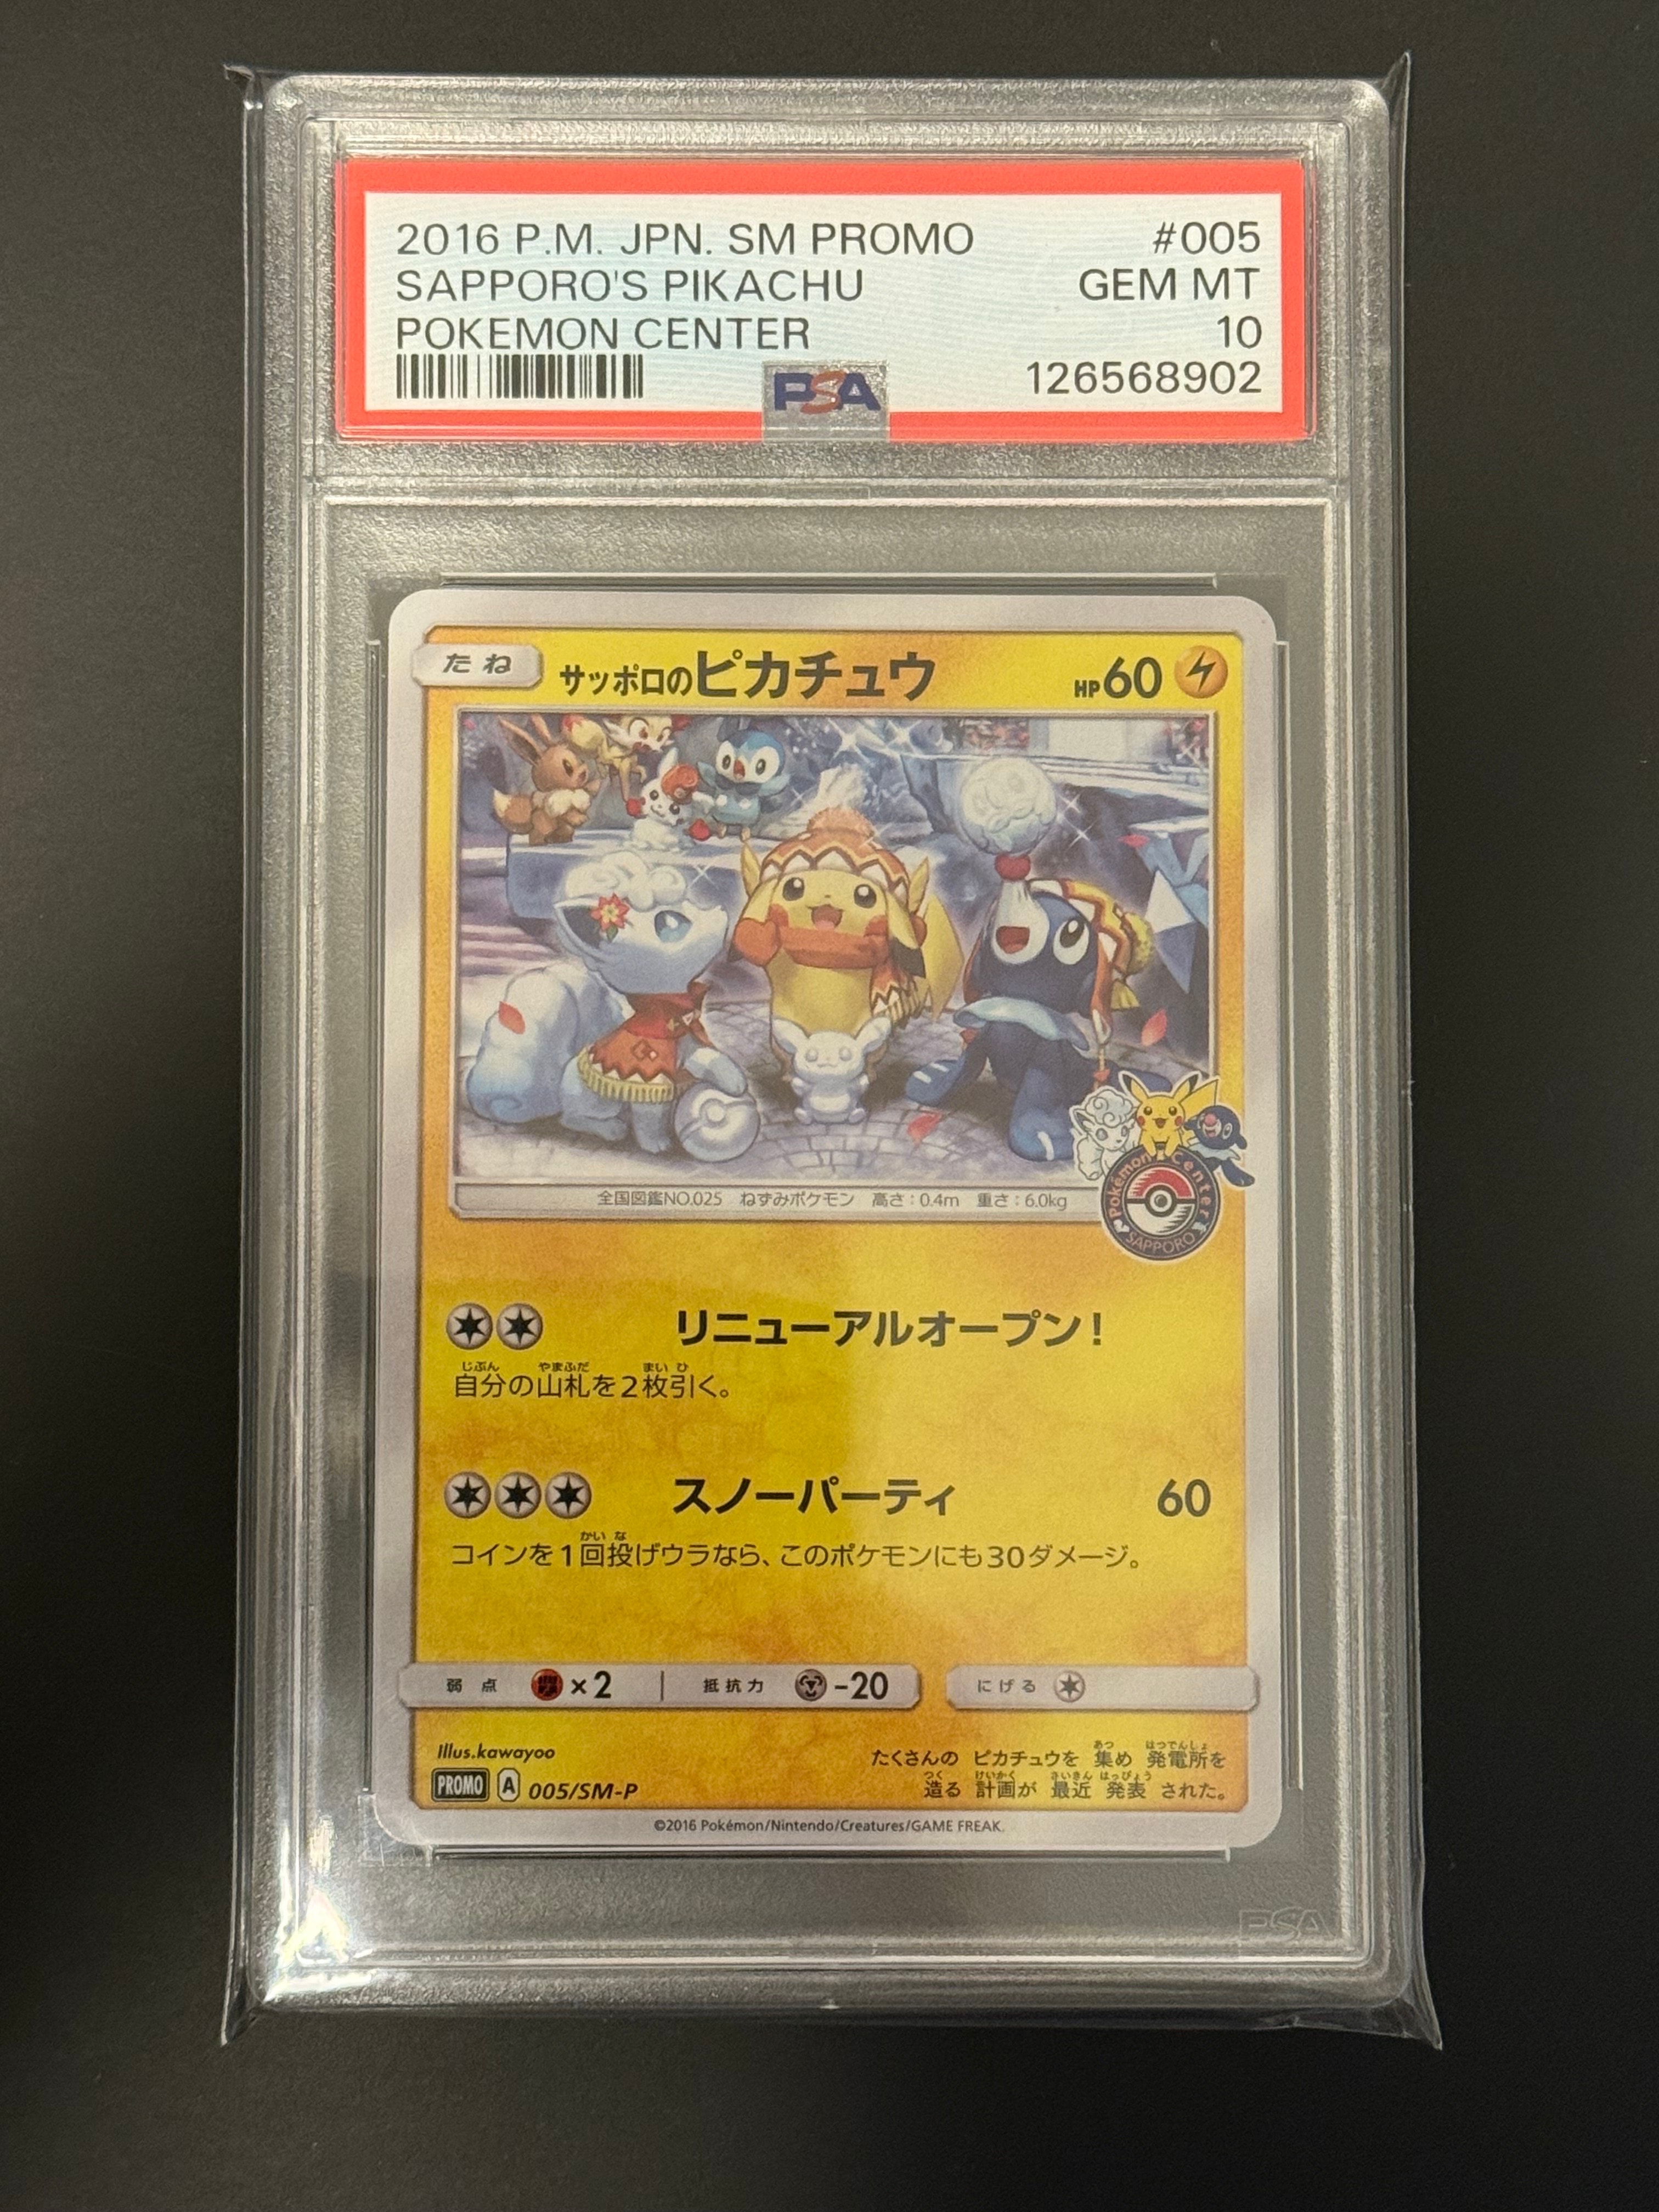 2016 P.M. JPN. SM PROMO #005
SAPPORO'S PIKACHU GEM MT
POKEMON CENTER 10
PSA 126568902
たね サッポロのピカチュウ HP60
全国図鑑NO.025 ねずみポケモン 高さ:0.4m 重さ:6.0kg
Pokémon Center
SAPPORO
リニューアルオープン!
じぶん やまふだ まい ひ
自分の山札を2枚引く。
スノーパーティ 60
かい な
コインを1回投げウラなら、このポケモンにも30ダメージ。
弱点 ×2 抵抗力 -20 にげる
Illus.kawayoo
あつ はつでんしょ
たくさんの ピカチュウを 集め 発電所を
つく けいかく さいきん はっぴょう
造る 計画が 最近 発表 された。
PROMO A 005/SM-P
©2016 Pokémon/Nintendo/Creatures/GAME FREAK.
PSA